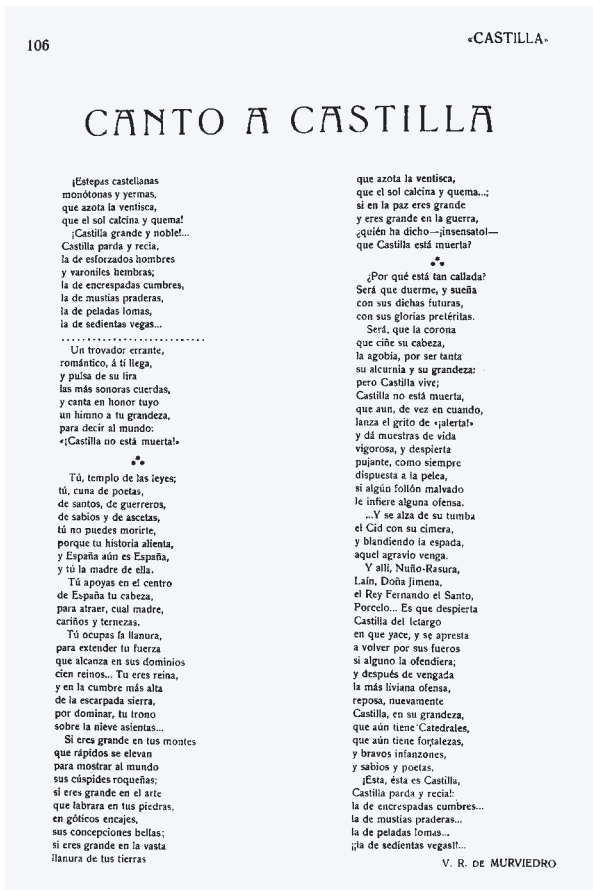 106
«CASTILLA»
CANTO A CASTILLA
¡Estepas castellanas
monótonas y yermas,
que azota la ventisca,
que el sol calcina y quema!
¡Castilla grande y noble!...
Castilla parda y recia,
la de esforzados hombres
y varoniles hembras;
la de encrespadas cumbres,
la de mustias praderas,
la de peladas lomas,
la de sedientas vegas...
...........................
Un trovador errante,
romántico, á tí llega,
y pulsa de su lira
las más sonoras cuerdas,
y canta en honor tuyo
un himno a tu grandeza,
para decir al mundo:
«¡Castilla no está muerta!»
Tú, templo de las leyes;
tú, cuna de poetas,
de santos, de guerreros,
de sabios y de ascetas,
tú no puedes morirte,
porque tu historia alienta,
y España aún es España,
y tú la madre de ella.
Tú apoyas en el centro
de España tu cabeza,
para atraer, cual madre,
cariños y ternezas.
Tú ocupas la llanura,
para extender tu fuerza
que alcanza en sus dominios
cien reinos... Tu eres reina,
y en la cumbre más alta
de la escarpada sierra,
por dominar, tu trono
sobre la nieve asientas...
Si eres grande en tus montes
que rápidos se elevan
para mostrar al mundo
sus cúspides roqueñas;
si eres grande en el arte
que labrara en tus piedras,
en góticos encajes,
sus concepciones bellas;
si eres grande en la vasta
llanura de tus tierras
que azota la ventisca,
que el sol calcina y quema...;
si en la paz eres grande
y eres grande en la guerra,
¿quién ha dicho—¡insensato!—
que Castilla está muerta?
¿Por qué está tan callada?
Será que duerme, y sueña
con sus dichas futuras,
con sus glorias pretéritas.
Será, que la corona
que ciñe su cabeza,
la agobia, por ser tanta
su alcurnia y su grandeza:
pero Castilla vive;
Castilla no está muerta,
que aun, de vez en cuando,
lanza el grito de «¡alerta!»
y dá muestras de vida
vigorosa, y despierta
pujante, como siempre
dispuesta a la pelea,
si algún follón malvado
le infiere alguna ofensa.
...Y se alza de su tumba
el Cid con su cimera,
y blandiendo la espada,
aquel agravio venga.
Y allí, Nuño-Rasura,
Laín, Doña Jimena,
el Rey Fernando el Santo,
Porcelo... Es que despierta
Castilla del letargo
en que yace, y se apresta
a volver por sus fueros
si alguno la ofendiera;
y después de vengada
la más liviana ofensa,
reposa, nuevamente
Castilla, en su grandeza,
que aún tiene Catedrales,
que aún tiene fortalezas,
y bravos infanzones,
y sabios y poetas.
¡Esta, ésta es Castilla,
Castilla parda y recia!:
la de encrespadas cumbres...
la de mustias praderas...
la de peladas lomas...
¡¡la de sedientas vegas!!...
V. R. DE MURVIEDRO